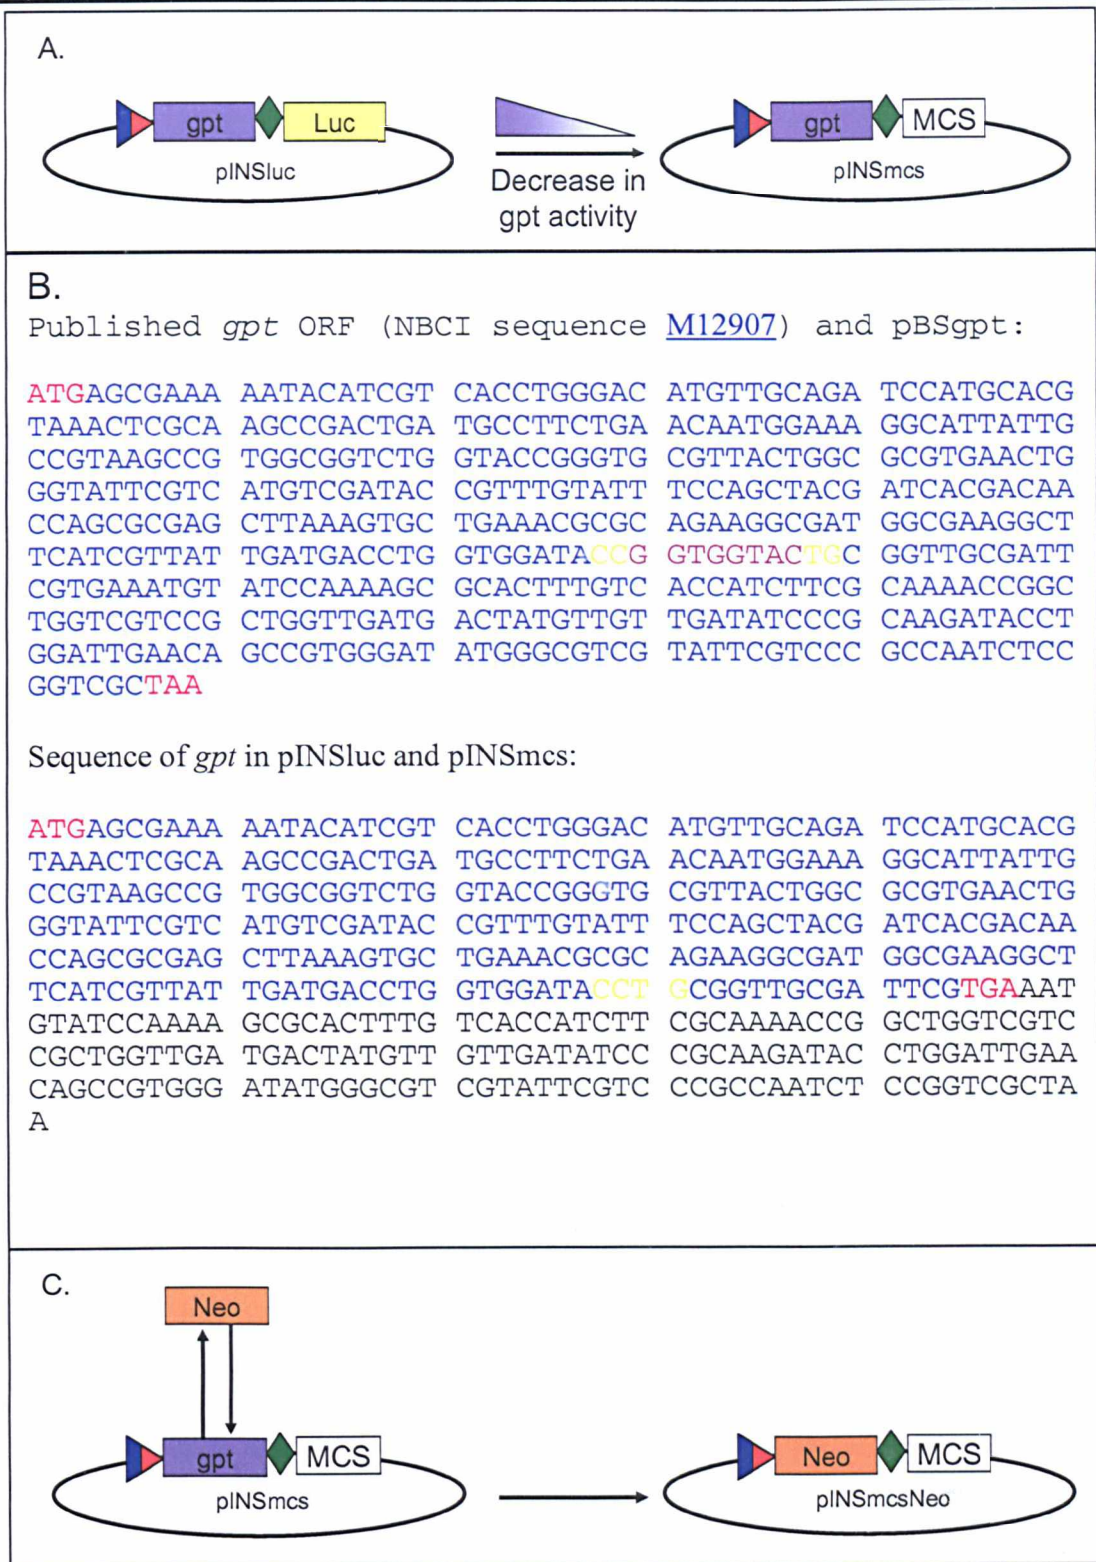 A.
gpt Luc gpt MCS
pINSluc pINSmcs
Decrease in
gpt activity
B.
Published gpt ORF (NBCI sequence M12907) and pBSgpt:
ATGAGCGAAA AATACATCGT CACCTGGGAC ATGTTGCAGA TCCATGCACG
TAAACTCGCA AGCCGACTGA TGCCTTCTGA ACAATGGAAA GGCATTATTG
CCGTAAGCCG TGGCGGTCTG GTACCGGGTG CGTTACTGGC GCGTGAACTG
GGTATTCGTC ATGTCGATAC CGTTTGTATT TCCAGCTACG ATCACGACAA
CCAGCGCGAG CTTAAAGTGC TGAAACGCGC AGAAGGCGAT GGCGAAGGCT
TCATCGTTAT TGATGACCTG GTGGATACCG GTGGTACTGC GGTTGCGATT
CGTGAAATGT ATCCAAAAGC GCACTTTGTC ACCATCTTCG CAAAACCGGC
TGGTCGTCCG CTGGTTGATG ACTATGTTGT TGATATCCCG CAAGATACCT
GGATTGAACA GCCGTGGGAT ATGGGCGTCG TATTCGTCCC GCCAATCTCC
GGTCGCTAA
Sequence of gpt in pINSluc and pINSmcs:
ATGAGCGAAA AATACATCGT CACCTGGGAC ATGTTGCAGA TCCATGCACG
TAAACTCGCA AGCCGACTGA TGCCTTCTGA ACAATGGAAA GGCATTATTG
CCGTAAGCCG TGGCGGTCTG GTACCGGGTG CGTTACTGGC GCGTGAACTG
GGTATTCGTC ATGTCGATAC CGTTTGTATT TCCAGCTACG ATCACGACAA
CCAGCGCGAG CTTAAAGTGC TGAAACGCGC AGAAGGCGAT GGCGAAGGCT
TCATCGTTAT TGATGACCTG GTGGATACCT GCGGTTGCGA TTCGTGAAAT
GTATCCAAAA GCGCACTTTG TCACCATCTT CGCAAAACCG GCTGGTCGTC
CGCTGGTTGA TGACTATGTT GTTGATATCC CGCAAGATAC CTGGATTGAA
CAGCCGTGGG ATATGGGCGT CGTATTCGTC CCGCCAATCT CCGGTCGCTA
A
C.
Neo
gpt MCS Neo MCS
pINSmcs pINSmcsNeo